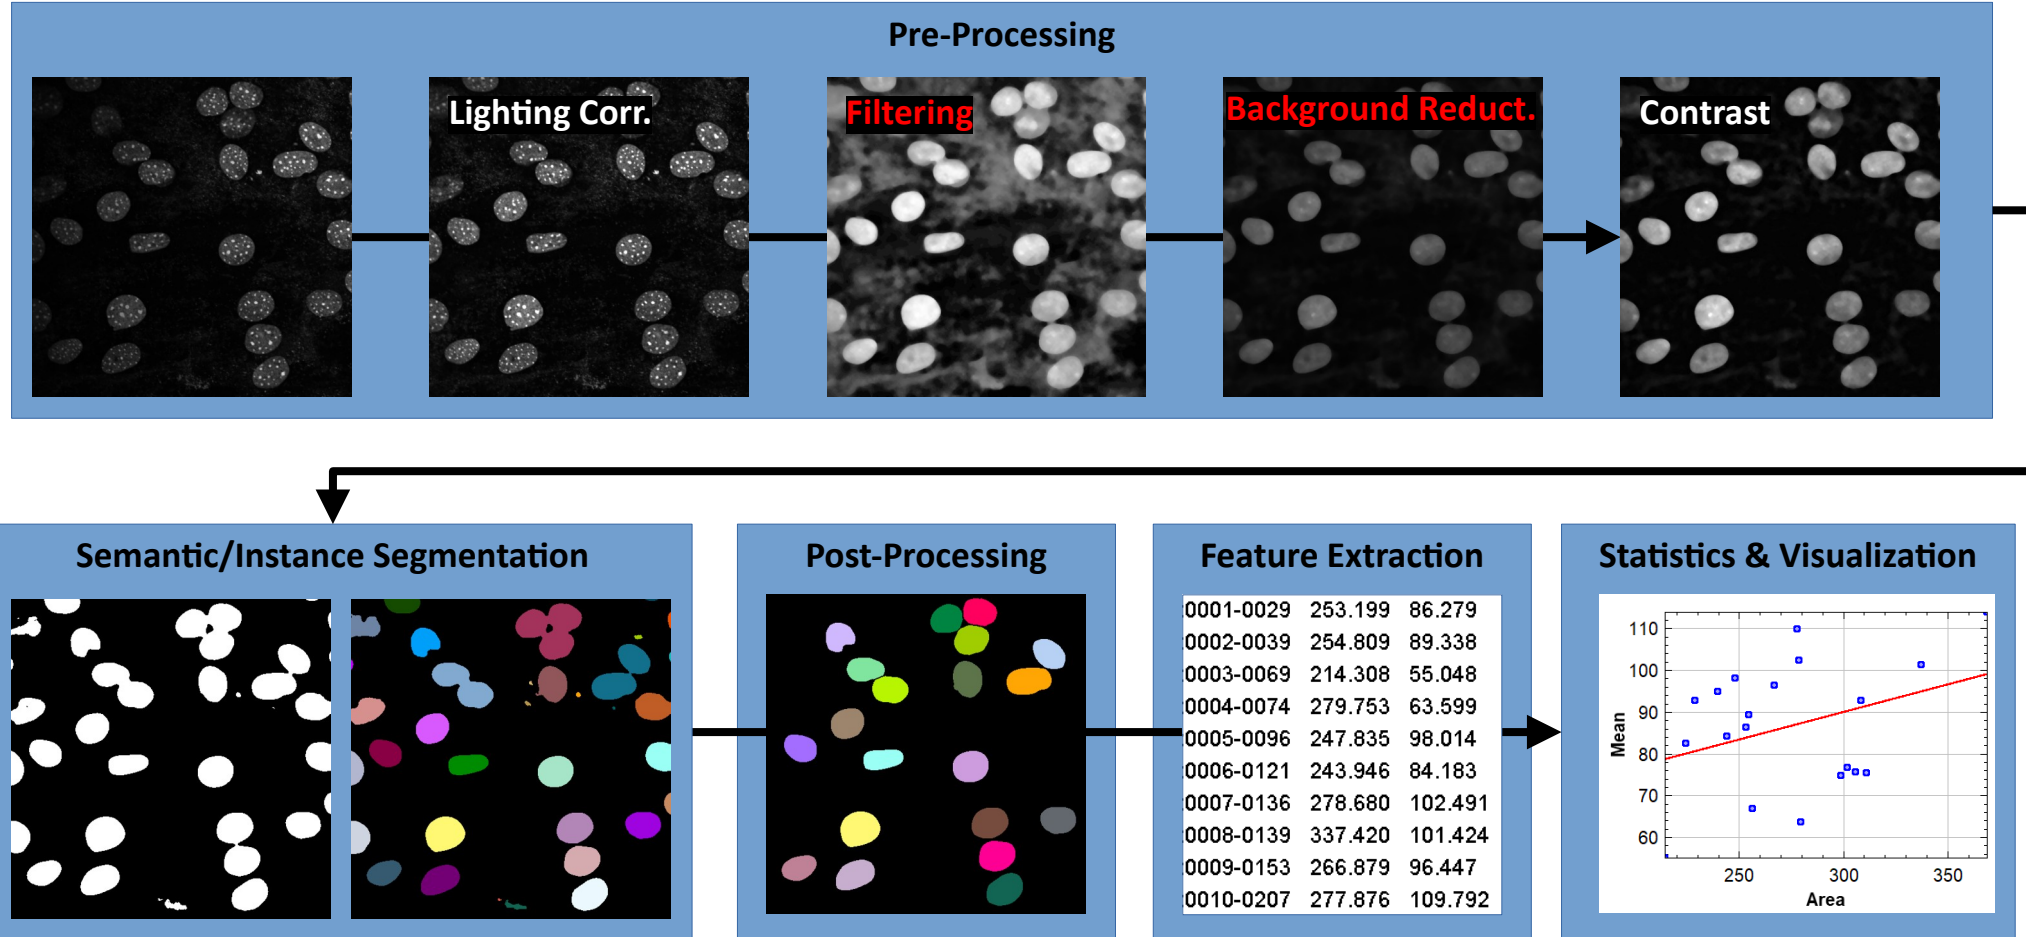 Pre-Processing
Lighting Corr.
Filtering
Background Reduct.
Contrast
Semantic/Instance Segmentation
Post-Processing
Feature Extraction
Statistics & Visualization
0001-0029 253.199 86.279
0002-0039 254.809 89.338
0003-0069 214.308 55.048
0004-0074 279.753 63.599
0005-0096 247.835 98.014
0006-0121 243.946 84.183
0007-0136 278.680 102.491
0008-0139 337.420 101.424
0009-0153 266.879 96.447
0010-0207 277.876 109.792
110
100
90
80
70
60
Mean
250 300 350
Area